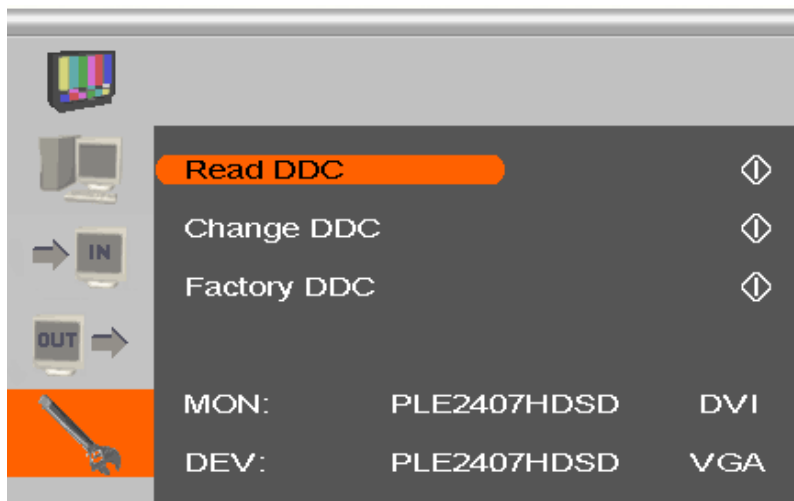 Read DDC
Change DDC
IN
Factory DDC
OUT
MON: PLE2407HDSD DVI
DEV: PLE2407HDSD VGA